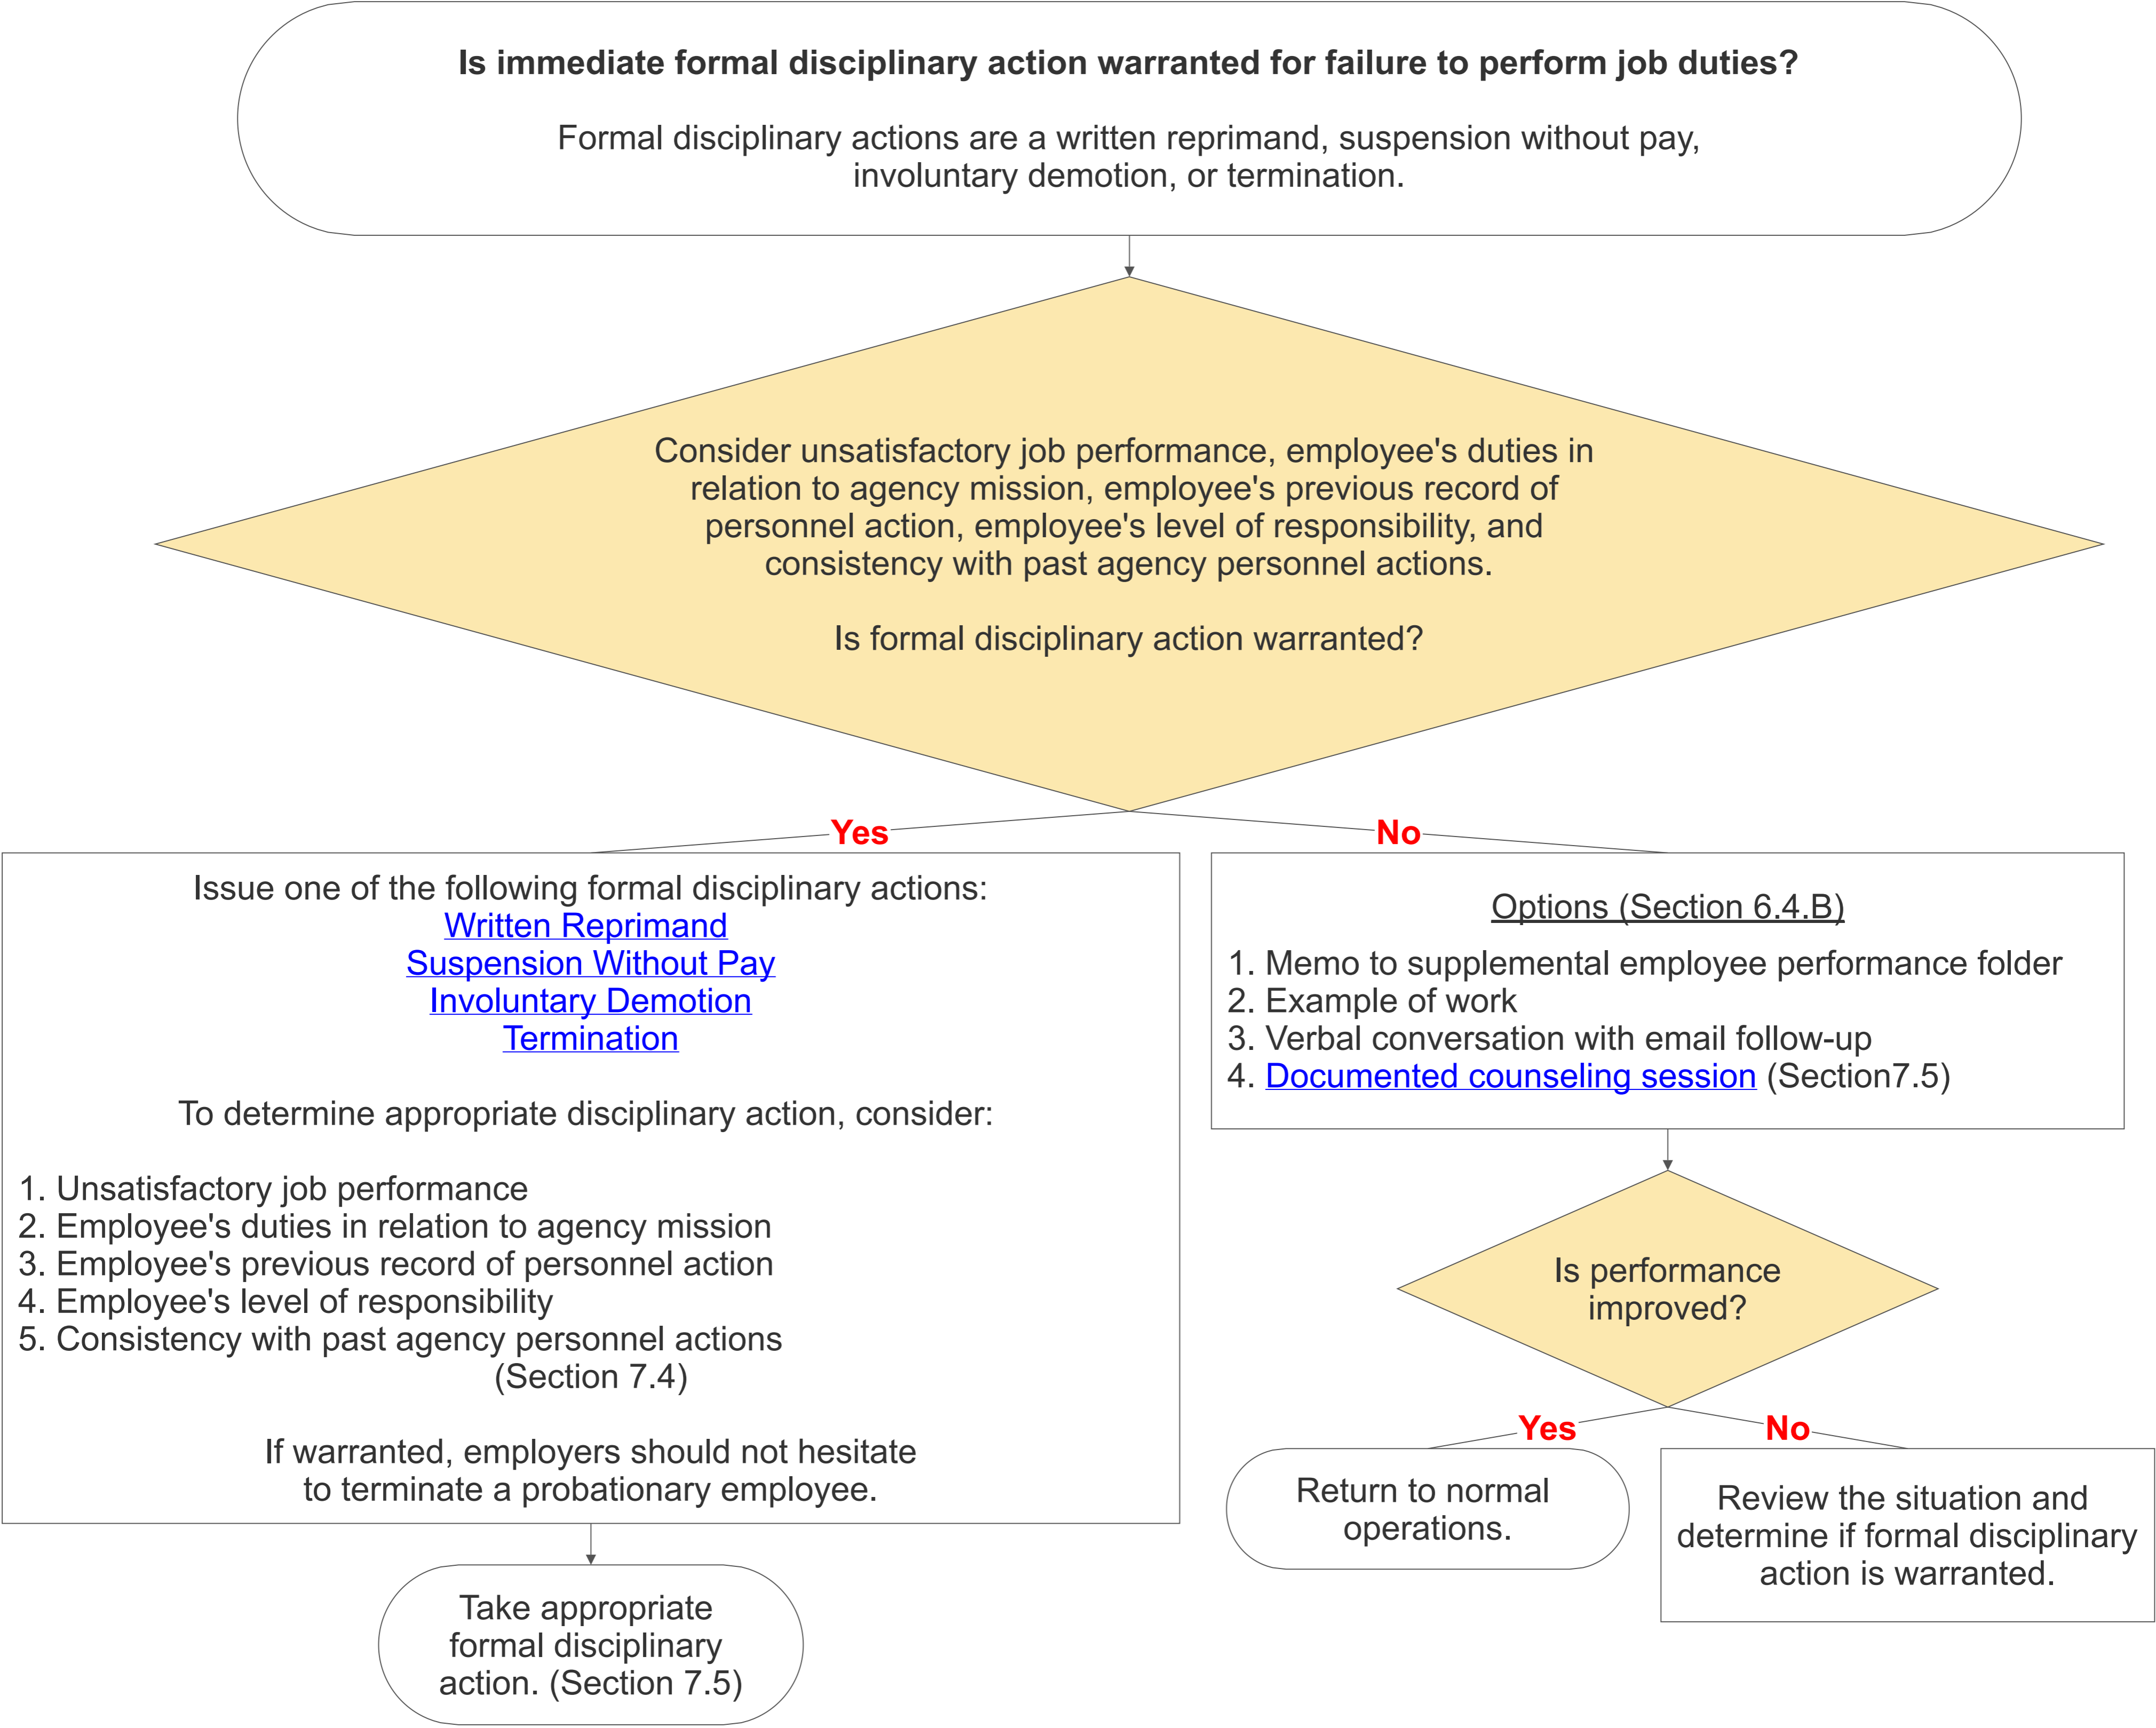 Is immediate formal disciplinary action warranted for failure to perform job duties?
Formal disciplinary actions are a written reprimand, suspension without pay,
involuntary demotion, or termination.
Consider unsatisfactory job performance, employee's duties in
relation to agency mission, employee's previous record of
personnel action, employee's level of responsibility, and
consistency with past agency personnel actions.
Is formal disciplinary action warranted?
Yes
Issue one of the following formal disciplinary actions:
Written Reprimand
Suspension Without Pay
Involuntary Demotion
Termination
To determine appropriate disciplinary action, consider:
1. Unsatisfactory job performance
2. Employee's duties in relation to agency mission
3. Employee's previous record of personnel action
4. Employee's level of responsibility
5. Consistency with past agency personnel actions
(Section 7.4)
If warranted, employers should not hesitate
to terminate a probationary employee.
Take appropriate
formal disciplinary
action. (Section 7.5)
No
Options (Section 6.4.B)
1. Memo to supplemental employee performance folder
2. Example of work
3. Verbal conversation with email follow-up
4. Documented counseling session (Section7.5)
Is performance
improved?
Yes
Return to normal
operations.
No
Review the situation and
determine if formal disciplinary
action is warranted.